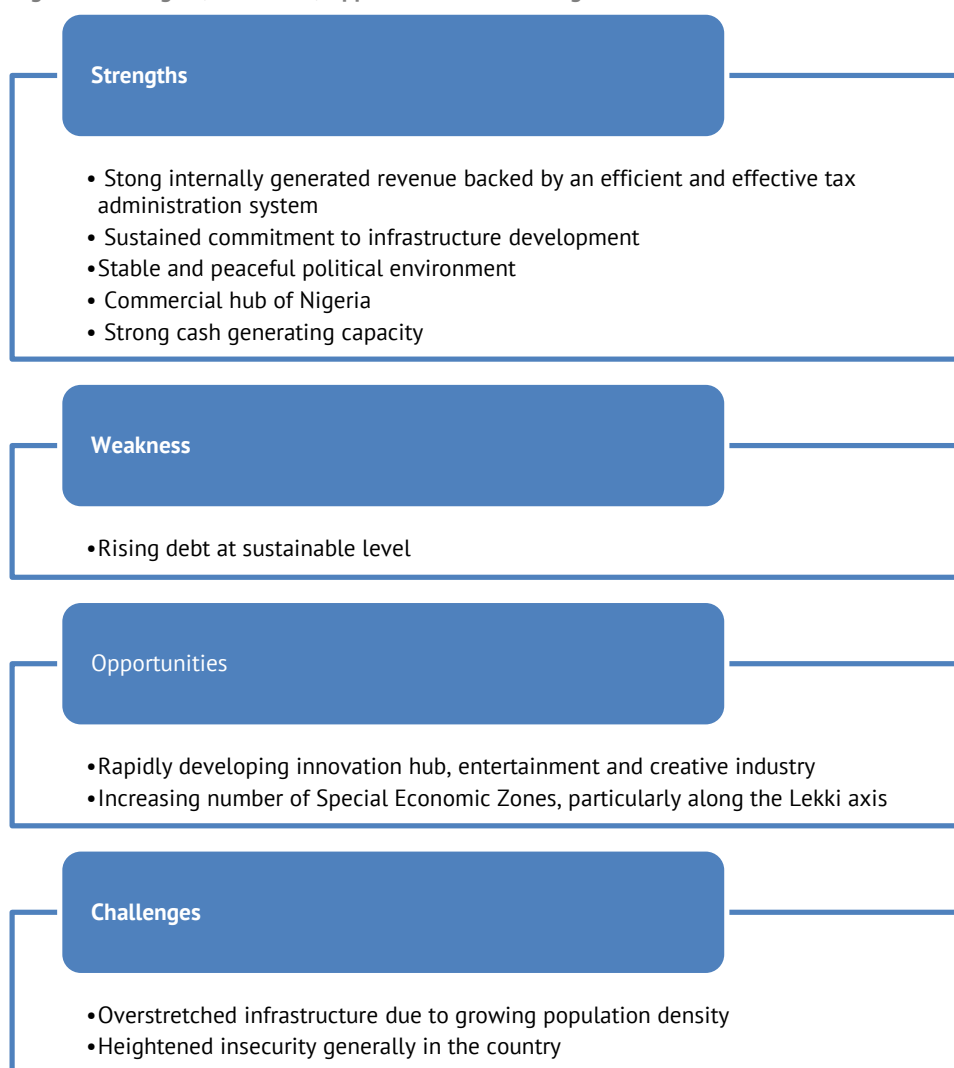 Strengths
• Stong internally generated revenue backed by an efficient and effective tax
administration system
• Sustained commitment to infrastructure development
•Stable and peaceful political environment
• Commercial hub of Nigeria
• Strong cash generating capacity
Weakness
•Rising debt at sustainable level
Opportunities
•Rapidly developing innovation hub, entertainment and creative industry
•Increasing number of Special Economic Zones, particularly along the Lekki axis
Challenges
•Overstretched infrastructure due to growing population density
•Heightened insecurity generally in the country